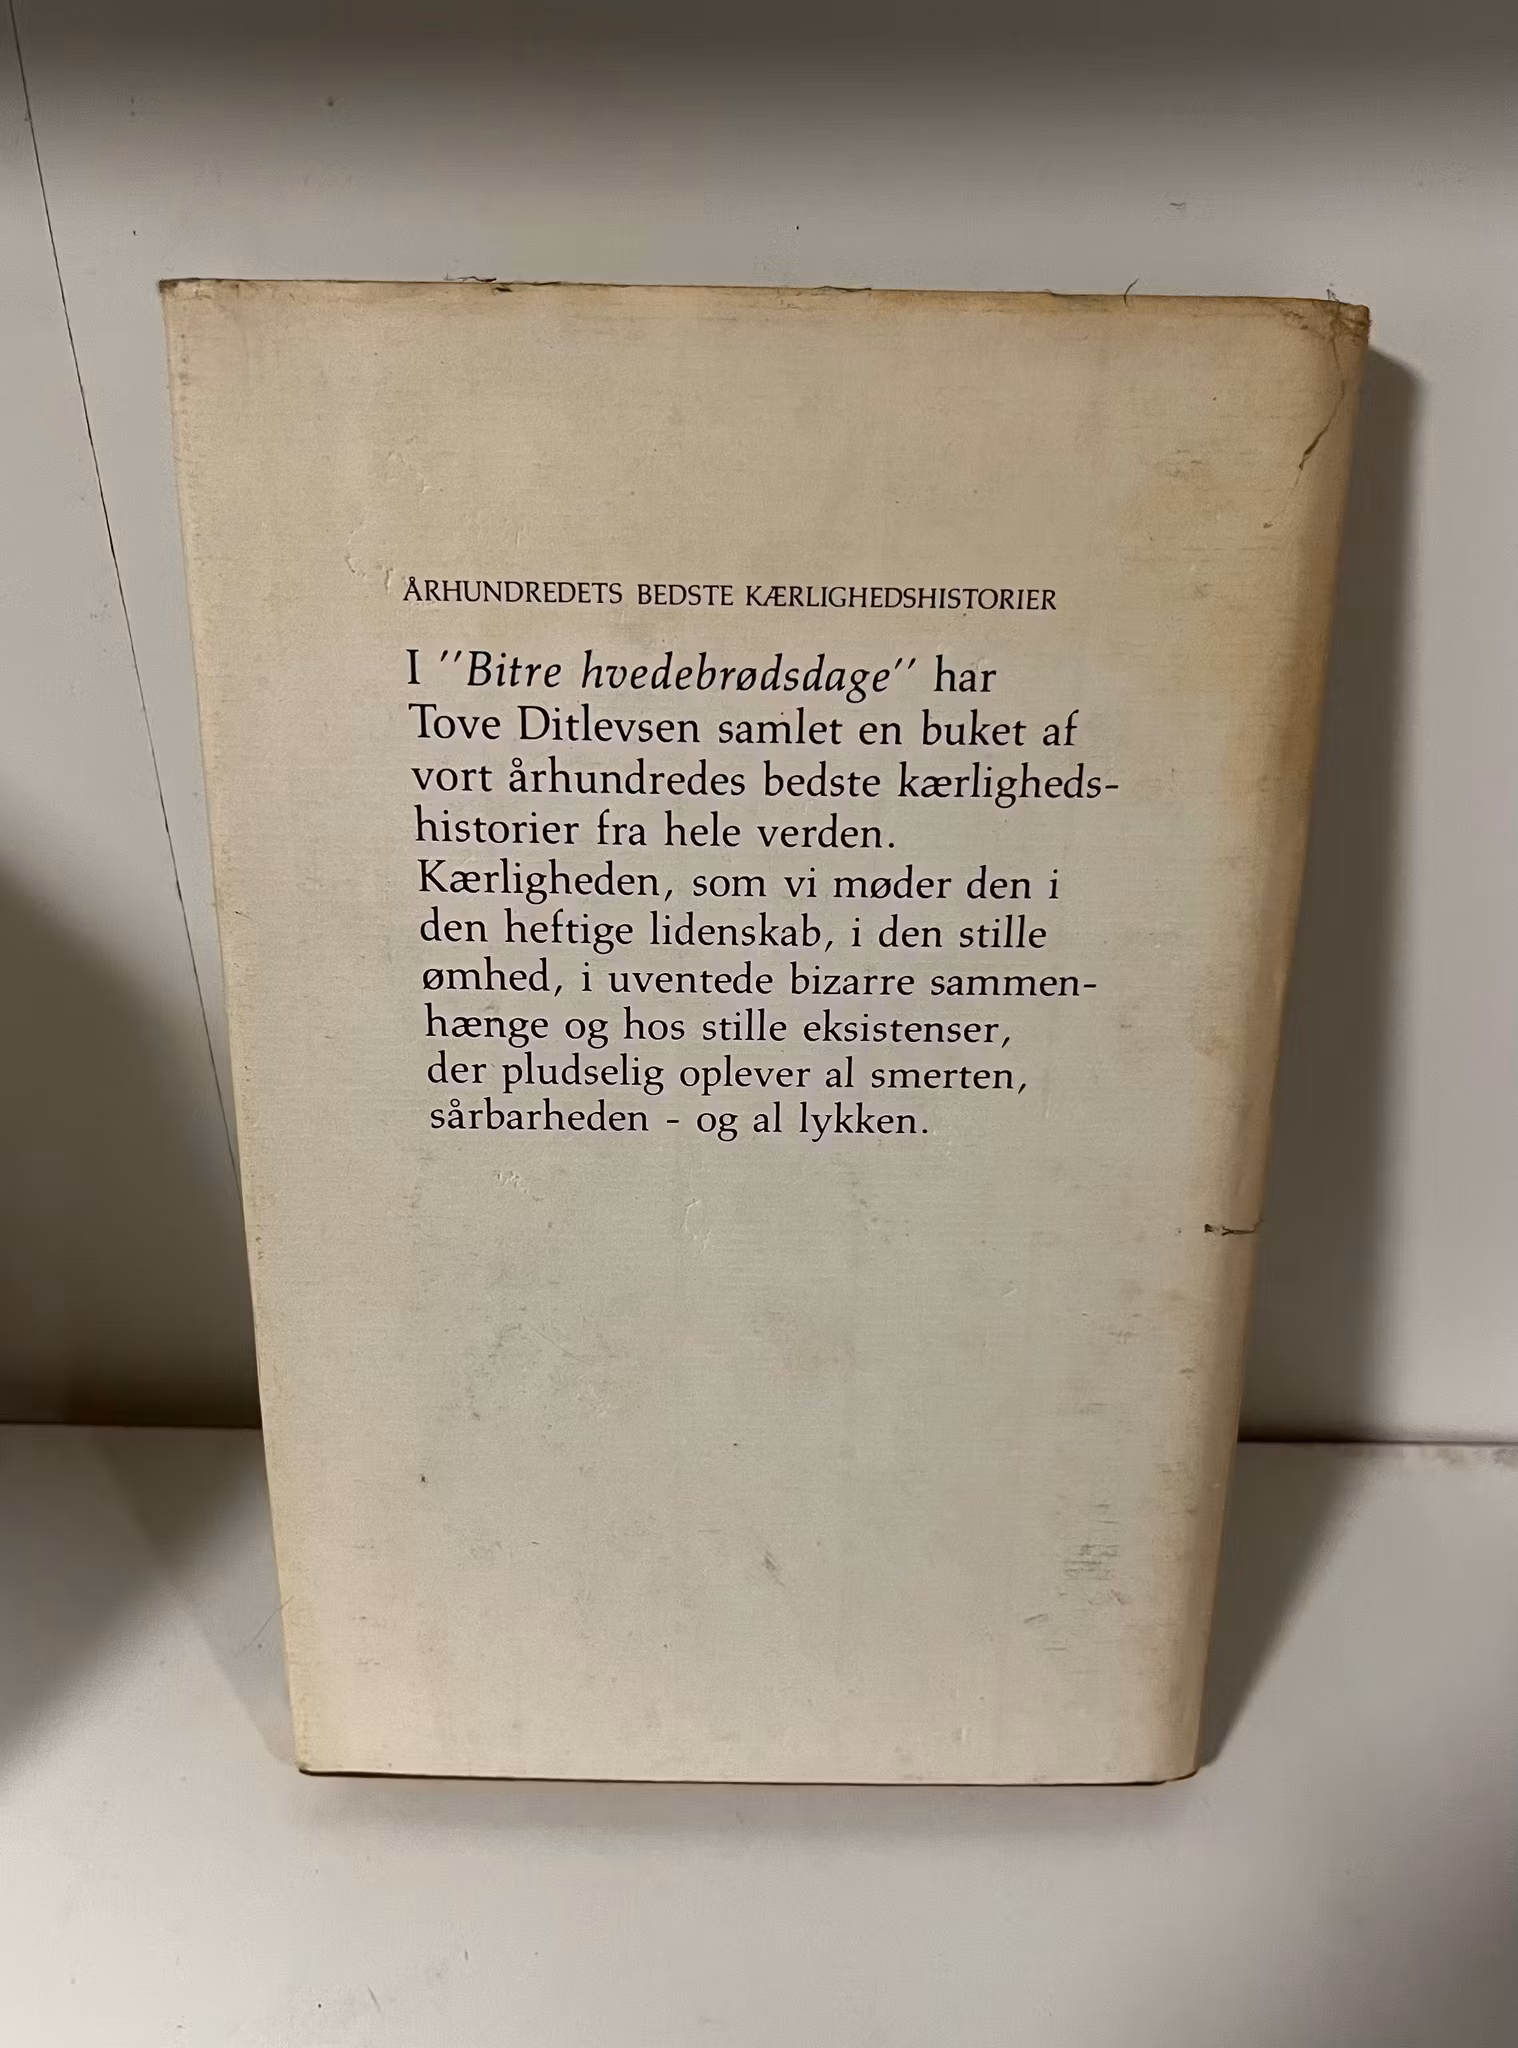 ÅRHUNDREDETS BEDSTE KÆRLIGHEDSHISTORIER
I "Bitre hvedebrødsdage" har
Tove Ditlevsen samlet en buket af
vort århundredes bedste kærligheds-
historier fra hele verden.
Kærligheden, som vi møder den i
den heftige lidenskab, i den stille
ømhed, i uventede bizarre sammen-
hænge og hos stille eksistenser,
der pludselig oplever al smerten,
sårbarheden - og al lykken.